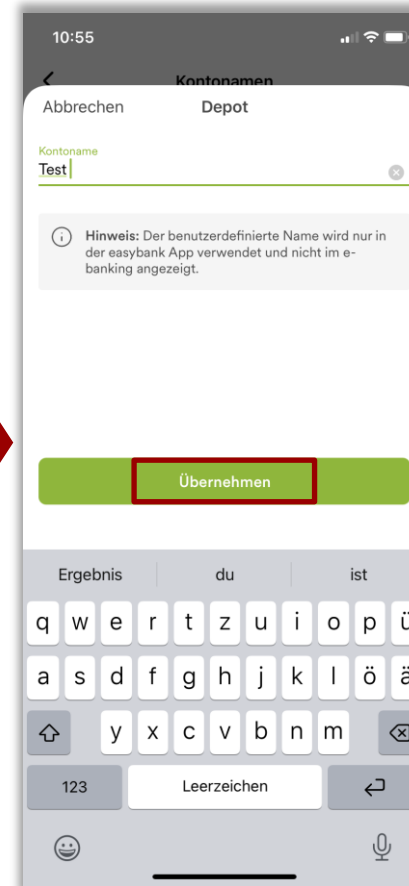 10:55
Kontonamen
Abbrechen Depot
Kontoname
Test
Hinweis: Der benutzerdefinierte Name wird nur in
der easybank App verwendet und nicht im e-
banking angezeigt.
Übernehmen
Ergebnis du ist
q w e r t z u i o p ü
a s d f g h j k l ö ä
y x c v b n m
123 Leerzeichen